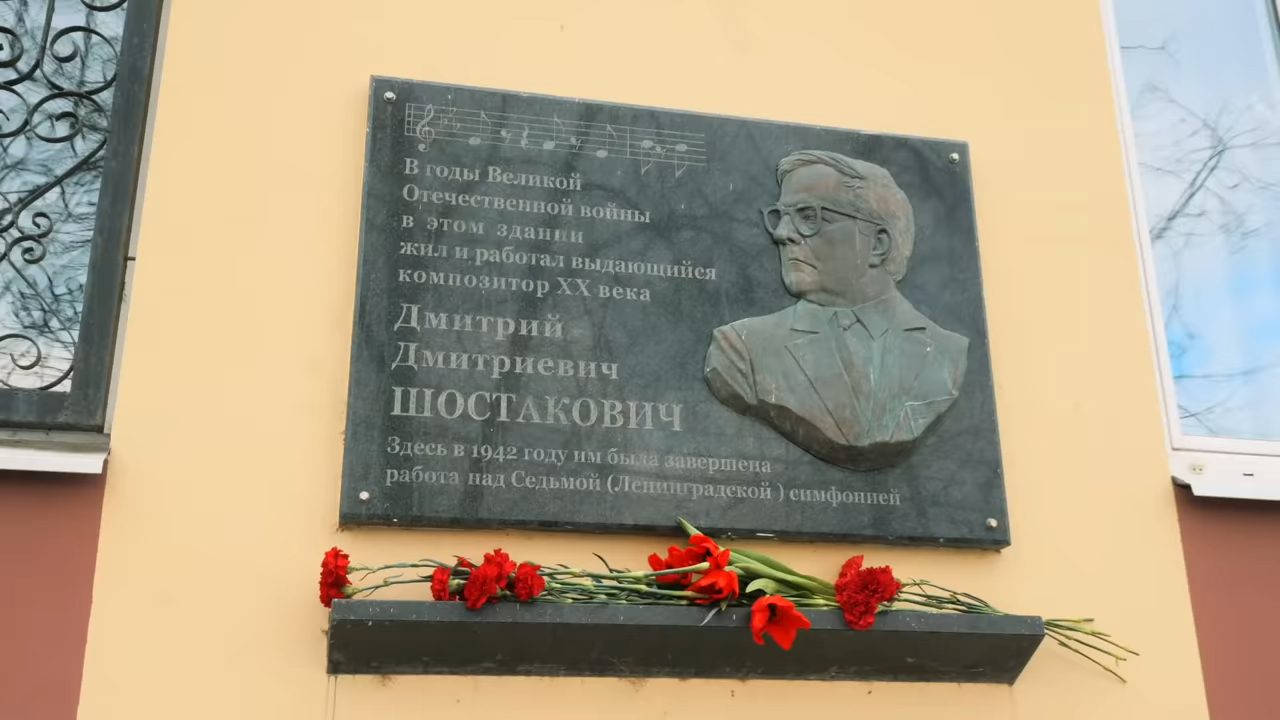 В годы Великой
Отечественной войны
в этом здании
жил и работал выдающийся
композитор XX века
Дмитрий
Дмитриевич
ШОСТАКОВИЧ
Здесь в 1942 году им была завершена
работа над Седьмой (Ленинградской) симфонией